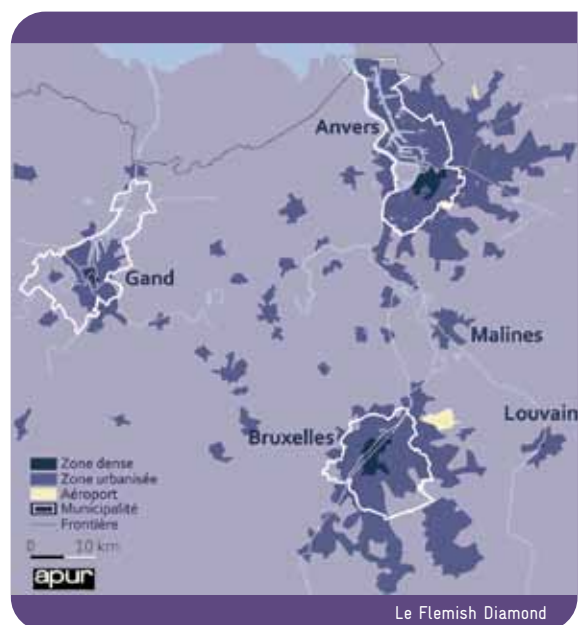 Anvers
Gand
Malines
Louvain
Bruxelles
Zone dense
Zone urbanisée
Aéroport
Municipalité
Frontière
0 10 km
apur
Le Flemish Diamond